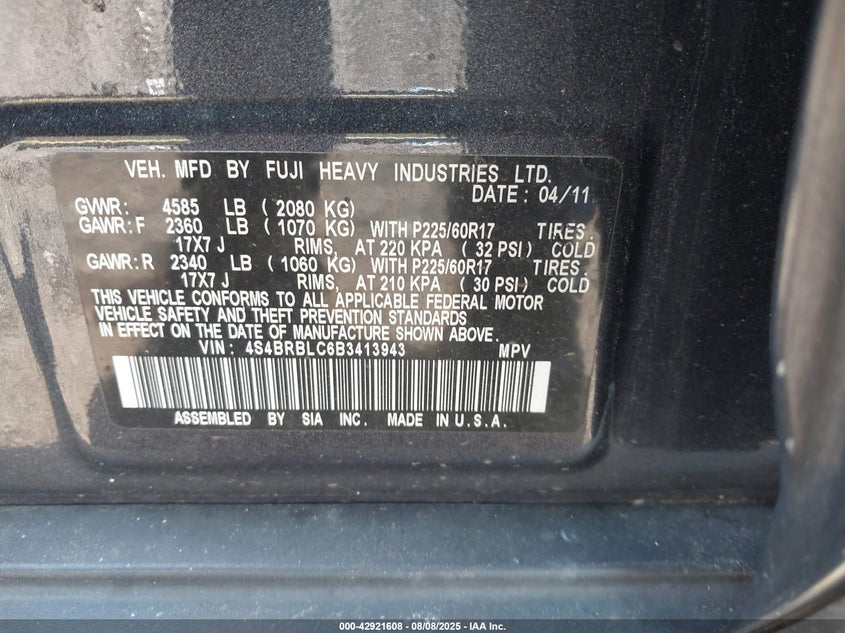 VEH. MFD BY FUJI HEAVY INDUSTRIES LTD.
DATE: 04/11
GVWR: 4585 LB (2080 KG)
GAWR: F 2360 LB (1070 KG) WITH P225/60R17 TIRES.
17X7 J RIMS, AT 220 KPA (32 PSI) COLD
GAWR: R 2340 LB (1060 KG) WITH P225/60R17 TIRES.
17X7 J RIMS, AT 210 KPA (30 PSI) COLD
THIS VEHICLE CONFORMS TO ALL APPLICABLE FEDERAL MOTOR
VEHICLE SAFETY AND THEFT PREVENTION STANDARDS
IN EFFECT ON THE DATE OF MANUFACTURE SHOWN ABOVE.
VIN: 4S4BRBLC6B3413943 MPV
ASSEMBLED BY SIA INC. MADE IN U.S.A.
000-42921608 - 08/08/2025 - IAA Inc.